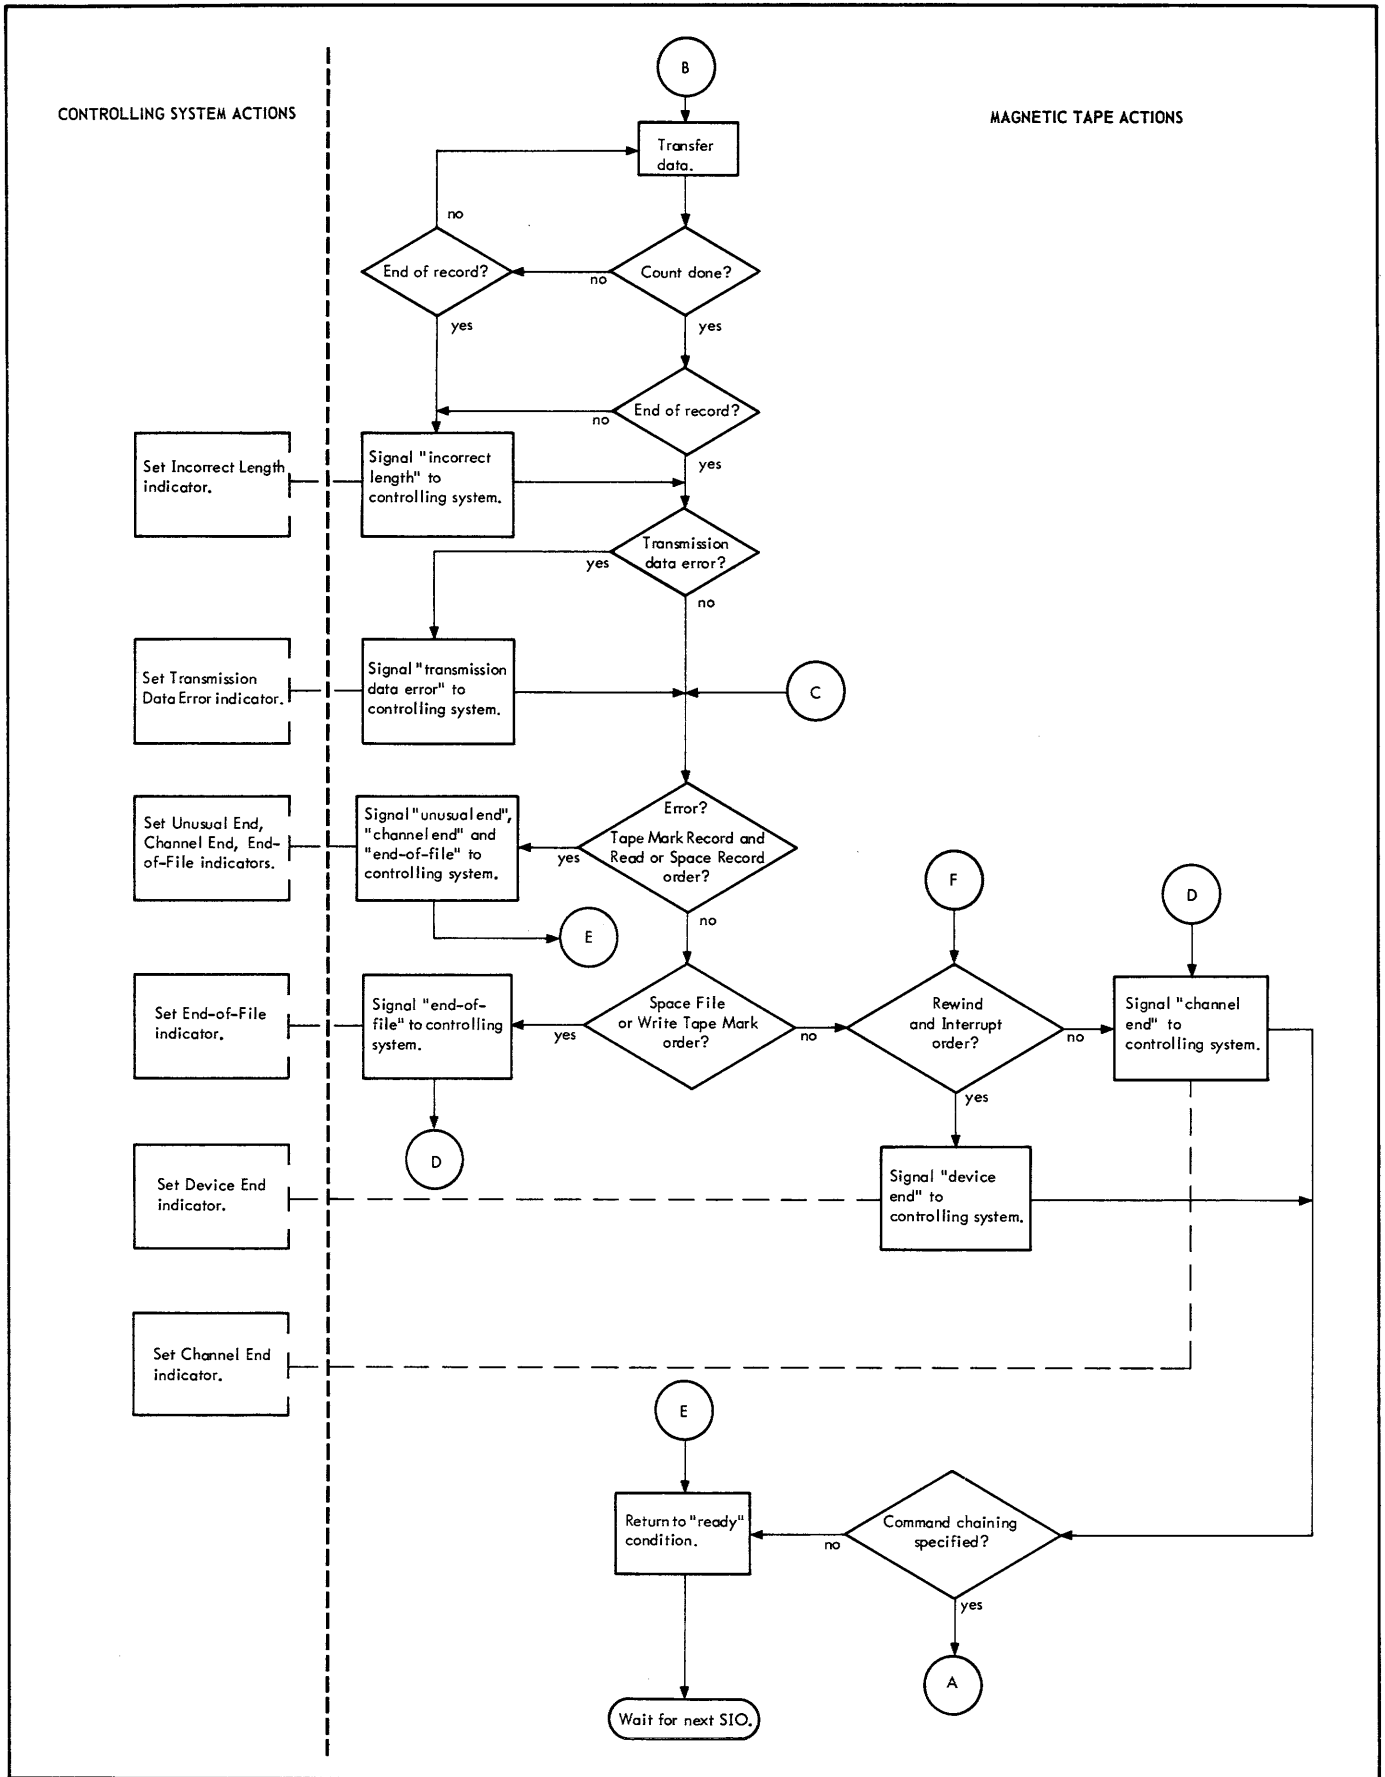 B
CONTROLLING SYSTEM ACTIONS
MAGNETIC TAPE ACTIONS
Transfer
data.
no
End of record?
no
Count done?
yes
yes
End of record?
no
yes
Set Incorrect Length
indicator.
Signal "incorrect
length" to
controlling system.
Transmission
data error?
yes
no
Set Transmission
Data Error indicator.
Signal "transmission
data error" to
controlling system.
C
Set Unusual End,
Channel End, End-
of-File indicators.
Signal "unusual end",
"channel end" and
"end-of-file" to
controlling system.
yes
Error?
Tape Mark Record and
Read or Space Record
order?
no
E
F
D
Set End-of-File
indicator.
Signal "end-of-
file" to controlling
system.
yes
Space File
or Write Tape Mark
order?
no
Rewind
and Interrupt
order?
no
yes
Signal "channel
end" to
controlling system.
D
Set Device End
indicator.
Signal "device
end" to
controlling system.
Set Channel End
indicator.
E
Return to "ready"
condition.
no
Command chaining
specified?
yes
A
Wait for next SIO.